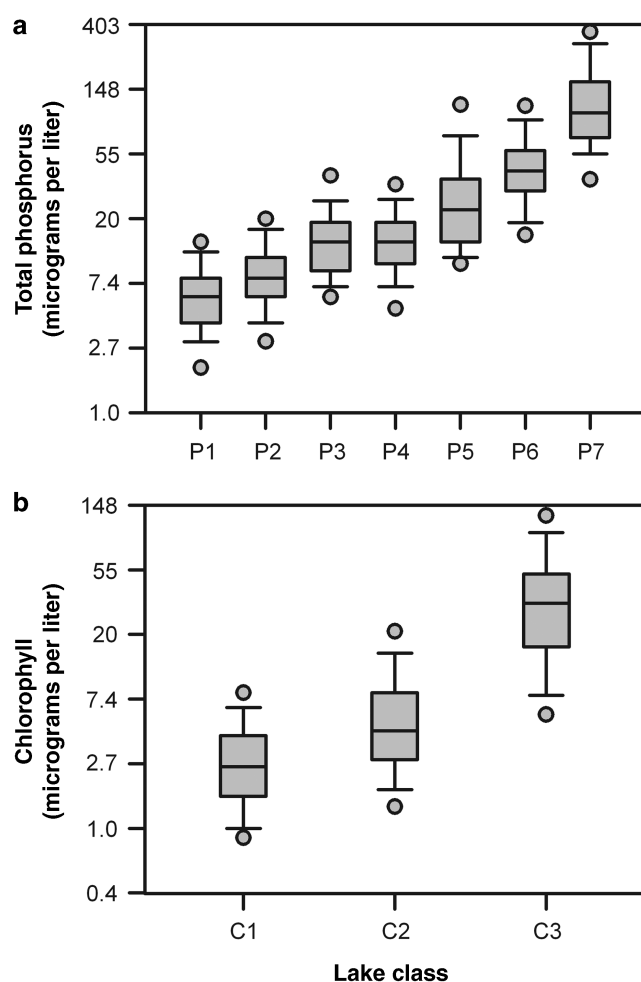 a
Total phosphorus
(micrograms per liter)
403
148
55
20
7.4
2.7
1.0
P1 P2 P3 P4 P5 P6 P7
b
Chlorophyll
(micrograms per liter)
148
55
20
7.4
2.7
1.0
0.4
C1 C2 C3
Lake class